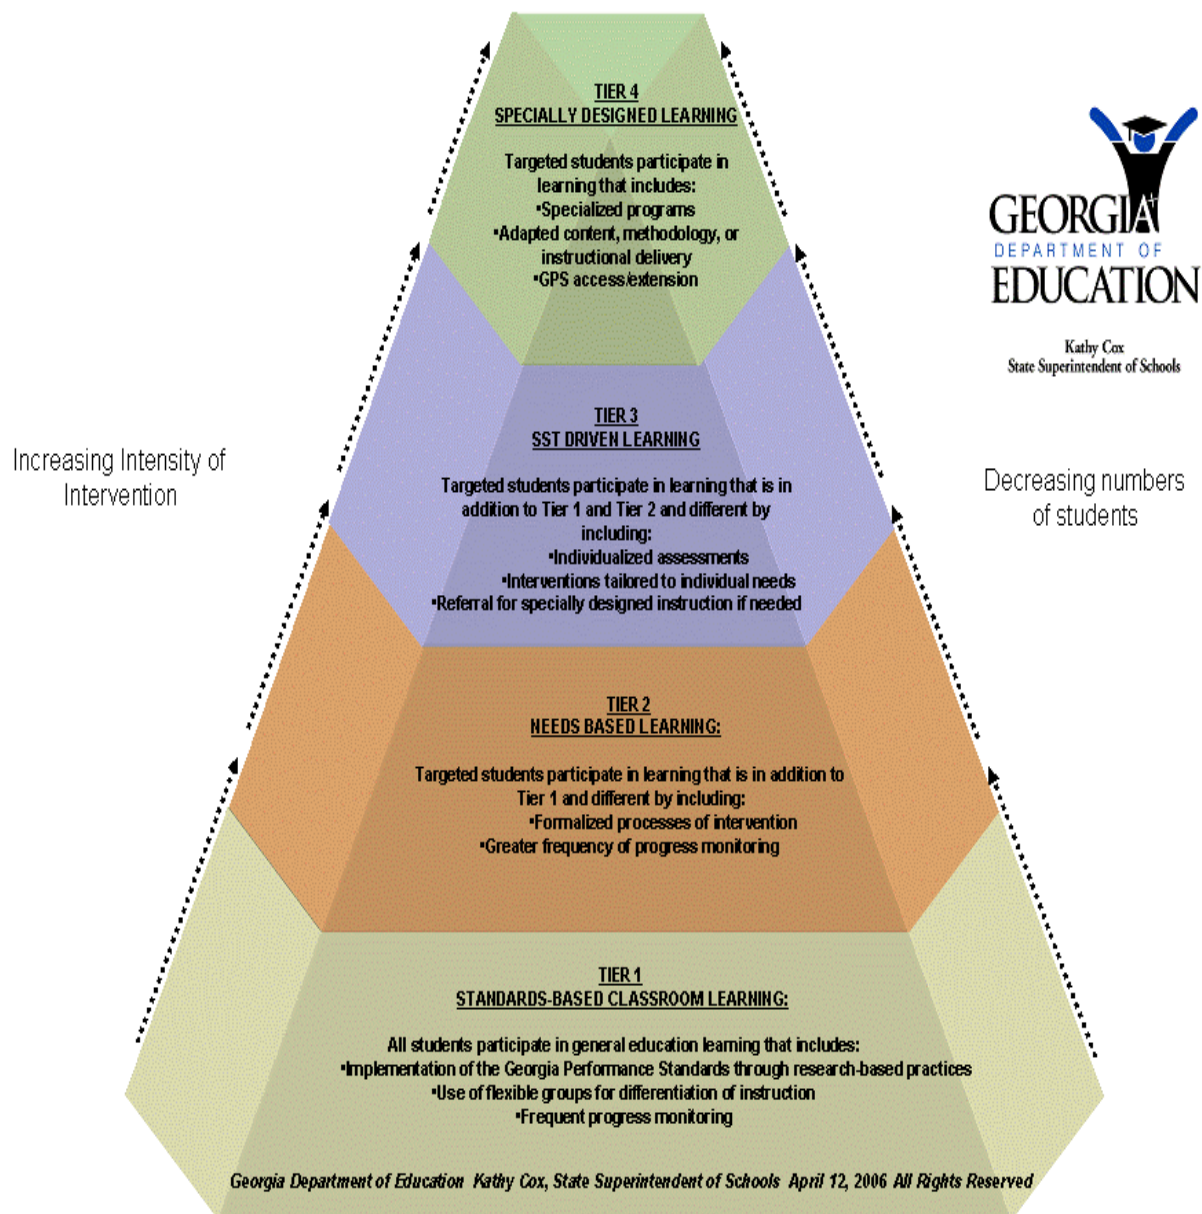 TIER 4
SPECIALLY DESIGNED LEARNING
Targeted students participate in
learning that includes:
•Specialized programs
•Adapted content, methodology, or
instructional delivery
•GPS access/extension
GEORGIA
DEPARTMENT OF
EDUCATION
Kathy Cox
State Superintendent of Schools
TIER 3
SST DRIVEN LEARNING
Targeted students participate in learning that is in
addition to Tier 1 and Tier 2 and different by
including:
•Individualized assessments
•Interventions tailored to individual needs
•Referral for specially designed instruction if needed
Increasing Intensity of
Intervention
Decreasing numbers
of students
TIER 2
NEEDS BASED LEARNING:
Targeted students participate in learning that is in addition to
Tier 1 and different by including:
•Formalized processes of intervention
•Greater frequency of progress monitoring
TIER 1
STANDARDS-BASED CLASSROOM LEARNING:
All students participate in general education learning that includes:
•Implementation of the Georgia Performance Standards through research-based practices
•Use of flexible groups for differentiation of instruction
•Frequent progress monitoring
Georgia Department of Education Kathy Cox, State Superintendent of Schools April 12, 2006 All Rights Reserved